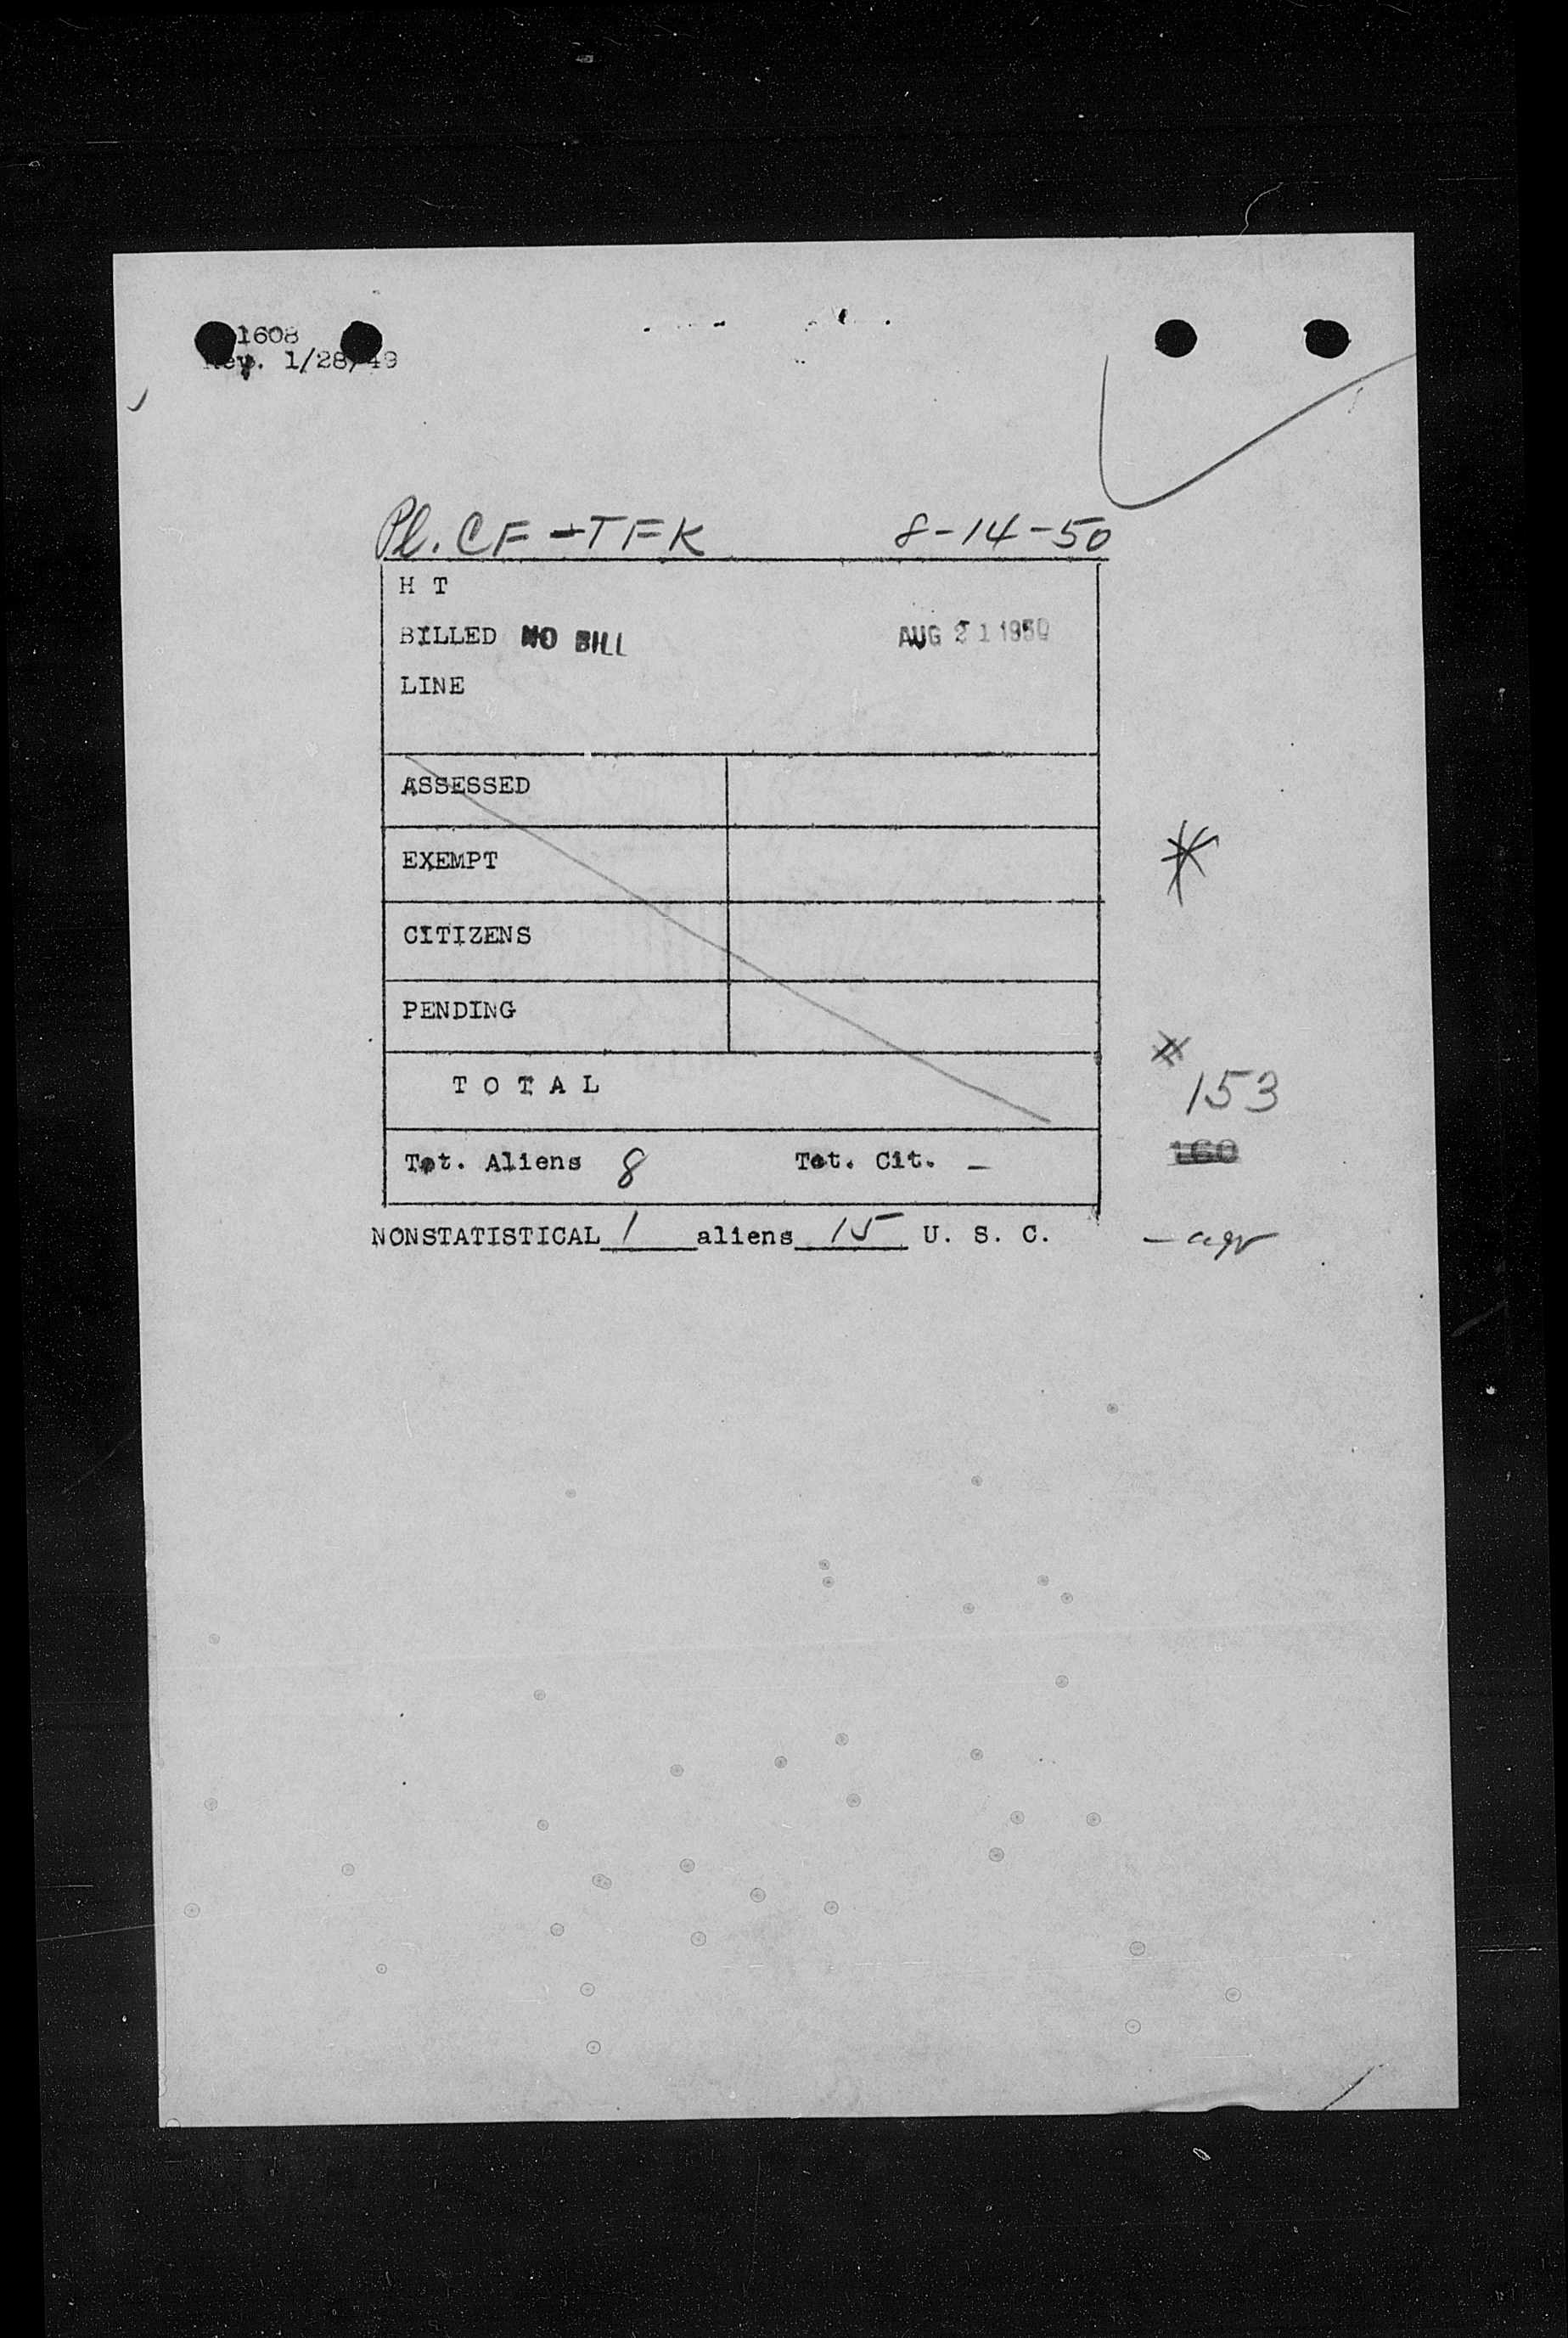 1608
Rev. 1/28/49
Pl. CF-TFK 8-14-50
H T
BILLED NO BILL AUG 21 1950
LINE
ASSESSED
EXEMPT
CITIZENS
PENDING
T O T A L
153
160
Tot. Aliens 8 Tot. Cit. -
NONSTATISTICAL 1 aliens 15 U. S. C.